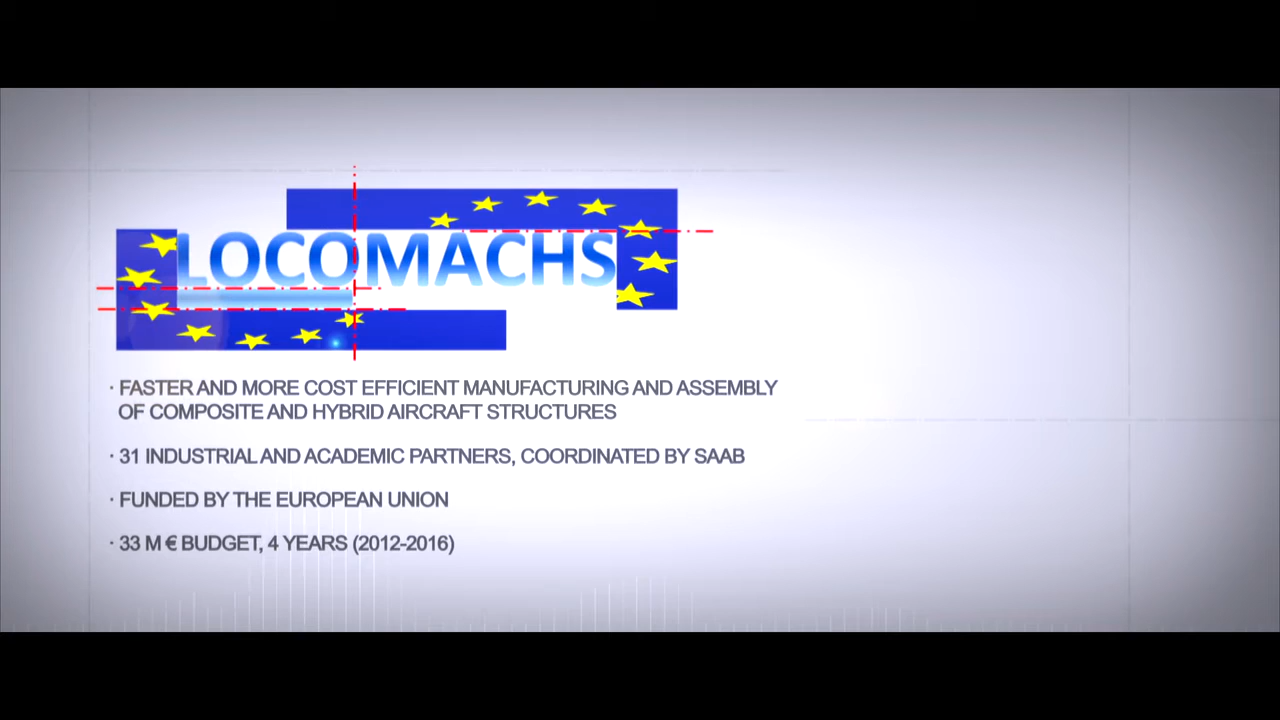 LOCOMACHS
· FASTER AND MORE COST EFFICIENT MANUFACTURING AND ASSEMBLY
OF COMPOSITE AND HYBRID AIRCRAFT STRUCTURES
· 31 INDUSTRIAL AND ACADEMIC PARTNERS, COORDINATED BY SAAB
· FUNDED BY THE EUROPEAN UNION
· 33 M € BUDGET, 4 YEARS (2012-2016)